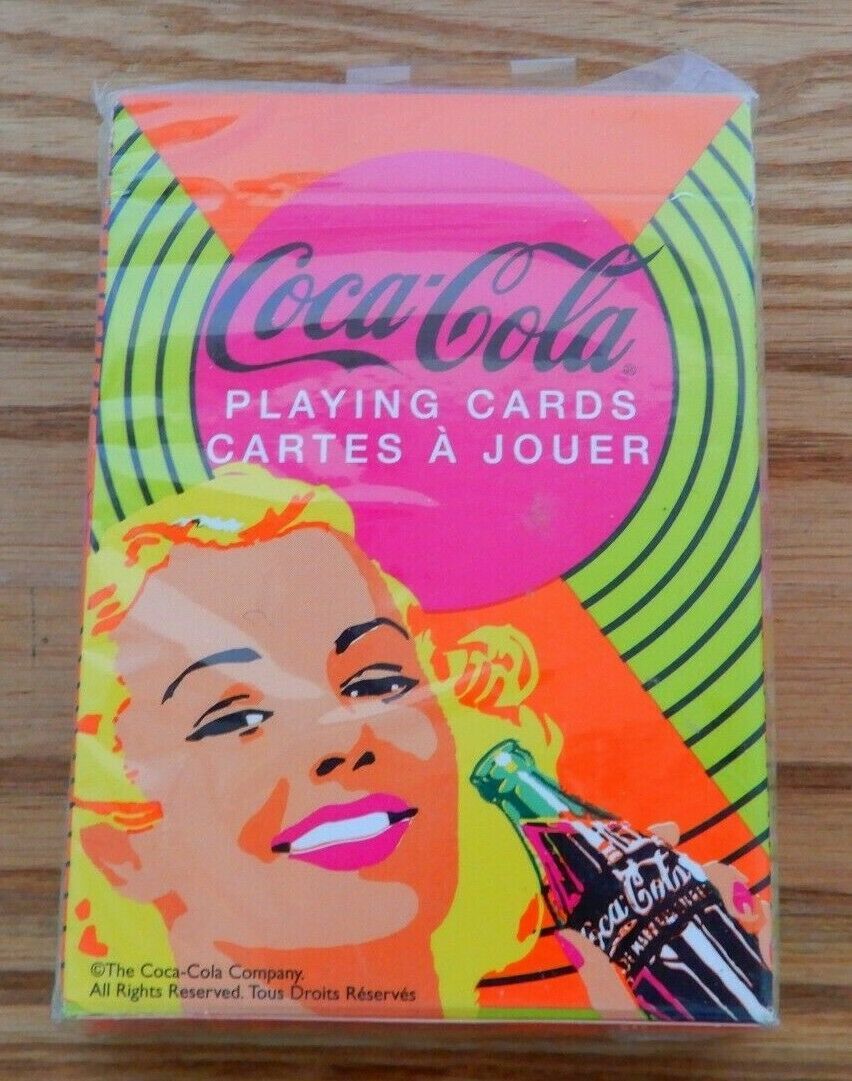 Coca-Cola
®
PLAYING CARDS
CARTES À JOUER
Coca-Cola
©The Coca-Cola Company.
All Rights Reserved. Tous Droits Réservés